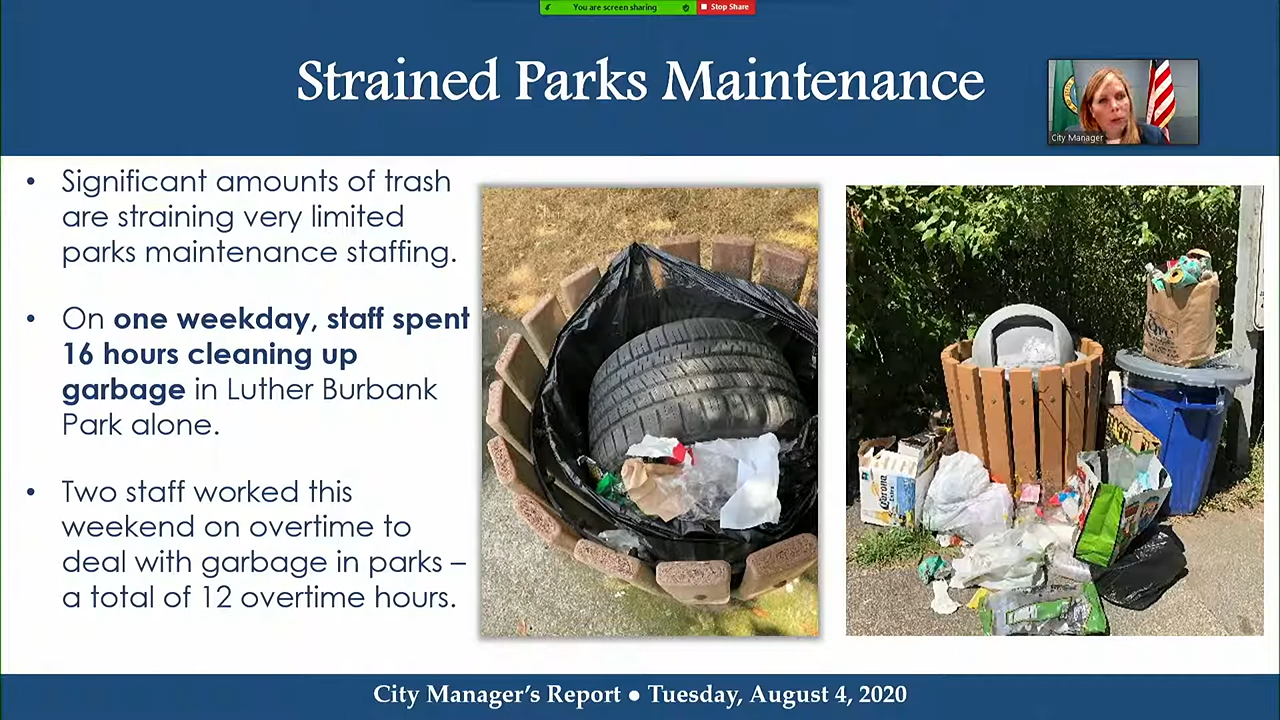 You are screen sharing
Stop Share
Strained Parks Maintenance
City Manager
• Significant amounts of trash
are straining very limited
parks maintenance staffing.
• On one weekday, staff spent
16 hours cleaning up
garbage in Luther Burbank
Park alone.
• Two staff worked this
weekend on overtime to
deal with garbage in parks –
a total of 12 overtime hours.
Corona
City Manager's Report ● Tuesday, August 4, 2020